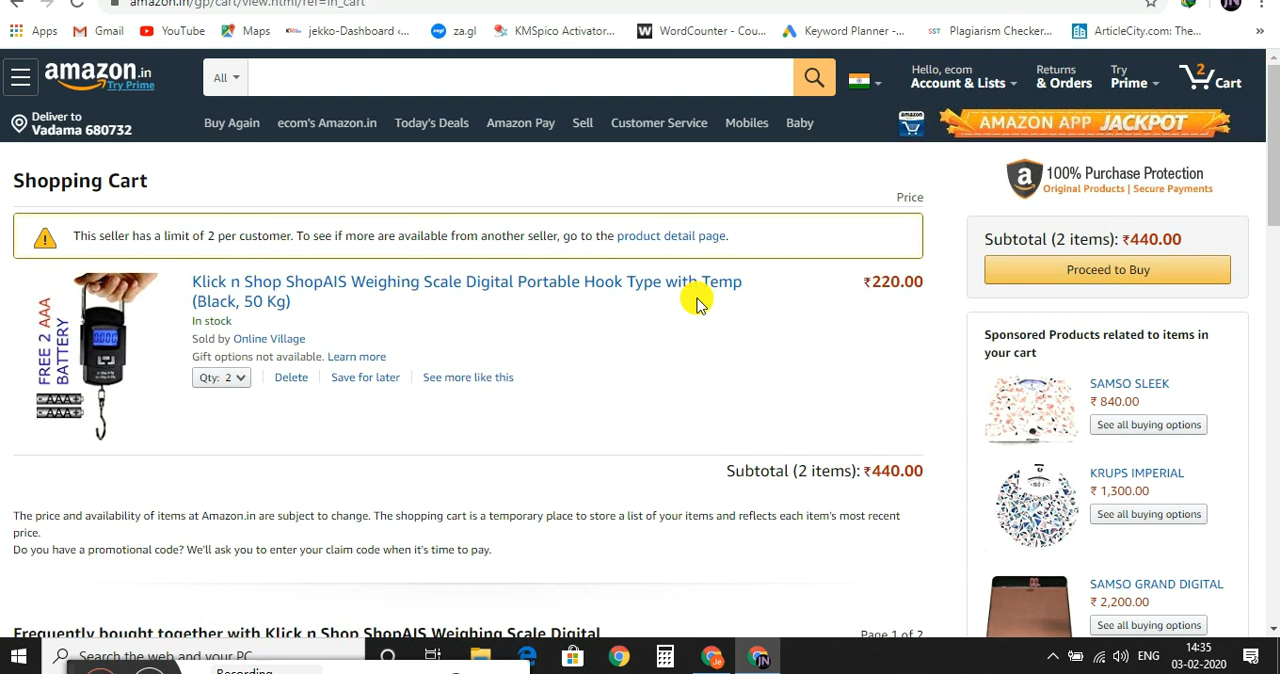 amazon.in/gp/cart/view.html/ref=lh_cart
Apps
Gmail
YouTube
Maps
jekko-Dashboard ‹...
za.gl
KMSpico Activator...
WordCounter - Cou...
Keyword Planner -...
SST Plagiarism Checker...
ArticleCity.com: The...
»
amazon.in
Try Prime
All
Hello, ecom
Account & Lists
Returns
& Orders
Try
Prime
2
Cart
Deliver to
Vadama 680732
Buy Again
ecom's Amazon.in
Today's Deals
Amazon Pay
Sell
Customer Service
Mobiles
Baby
amazon
AMAZON APP JACKPOT
Shopping Cart
100% Purchase Protection
Original Products | Secure Payments
Price
This seller has a limit of 2 per customer. To see if more are available from another seller, go to the product detail page.
Subtotal (2 items): ₹440.00
Proceed to Buy
FREE 2 AAA
BATTERY
AAA
AAA
Klick n Shop ShopAIS Weighing Scale Digital Portable Hook Type with Temp
(Black, 50 Kg)
₹220.00
In stock
Sold by Online Village
Gift options not available. Learn more
Qty: 2
Delete
Save for later
See more like this
Sponsored Products related to items in
your cart
SAMSO SLEEK
₹ 840.00
See all buying options
KRUPS IMPERIAL
₹ 1,300.00
See all buying options
SAMSO GRAND DIGITAL
₹ 2,200.00
See all buying options
Subtotal (2 items): ₹440.00
The price and availability of items at Amazon.in are subject to change. The shopping cart is a temporary place to store a list of your items and reflects each item's most recent
price.
Do you have a promotional code? We'll ask you to enter your claim code when it's time to pay.
Frequently bought together with Klick n Shop ShopAIS Weighing Scale Digital
Page 1 of 2
Search the web and your PC
Recording
ENG
14:35
03-02-2020